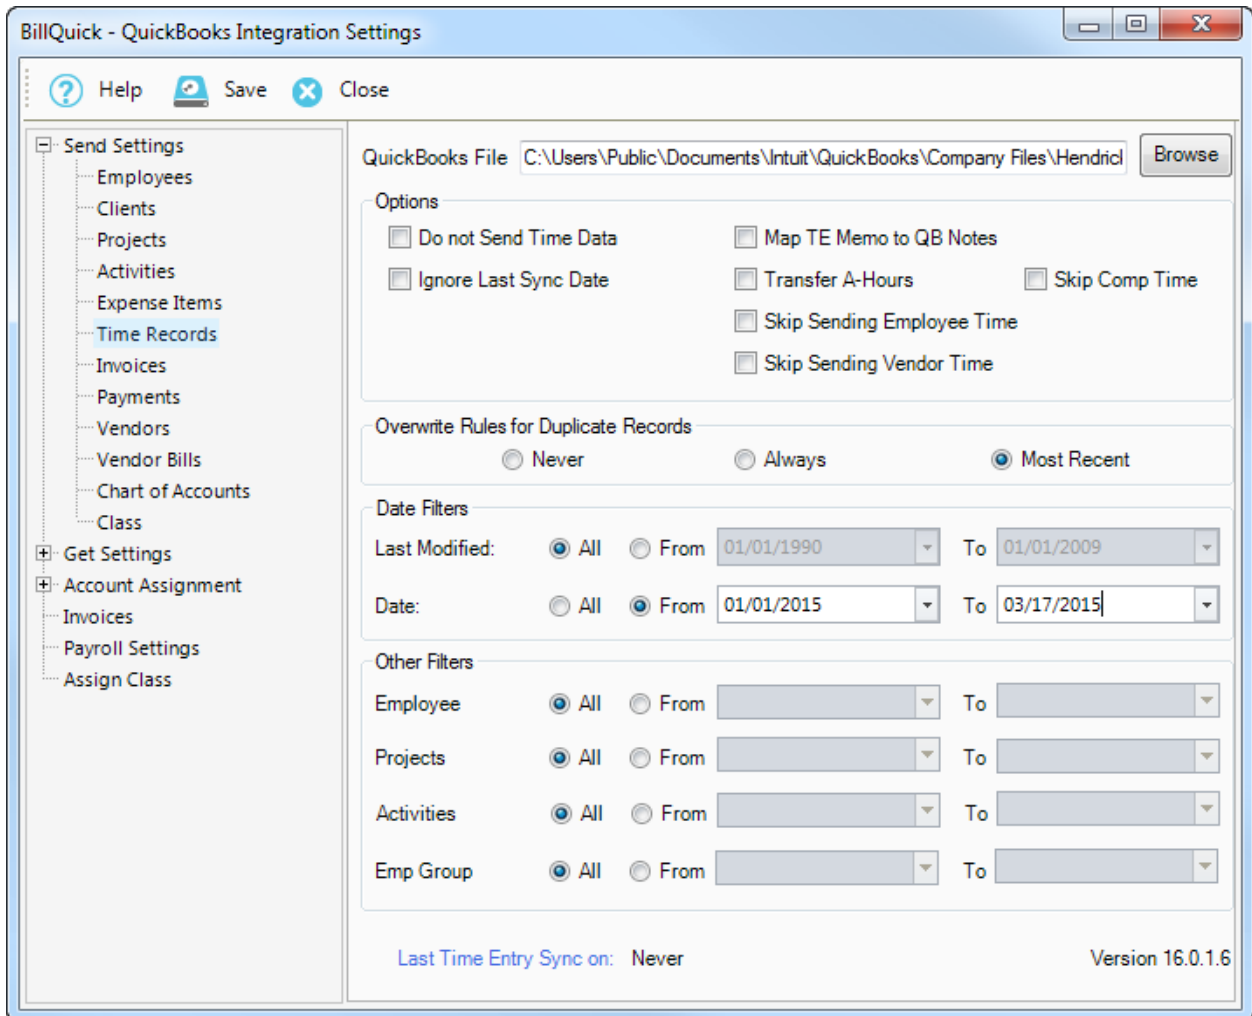 BillQuick - QuickBooks Integration Settings
Help Save Close
Send Settings
Employees
Clients
Projects
Activities
Expense Items
Time Records
Invoices
Payments
Vendors
Vendor Bills
Chart of Accounts
Class
Get Settings
Account Assignment
Invoices
Payroll Settings
Assign Class
QuickBooks File C:\Users\Public\Documents\Intuit\QuickBooks\Company Files\Hendricl Browse
Options
Do not Send Time Data Map TE Memo to QB Notes
Ignore Last Sync Date Transfer A-Hours Skip Comp Time
Skip Sending Employee Time
Skip Sending Vendor Time
Overwrite Rules for Duplicate Records
Never Always Most Recent
Date Filters
Last Modified: All From 01/01/1990 To 01/01/2009
Date: All From 01/01/2015 To 03/17/2015
Other Filters
Employee All From To
Projects All From To
Activities All From To
Emp Group All From To
Last Time Entry Sync on: Never Version 16.0.1.6